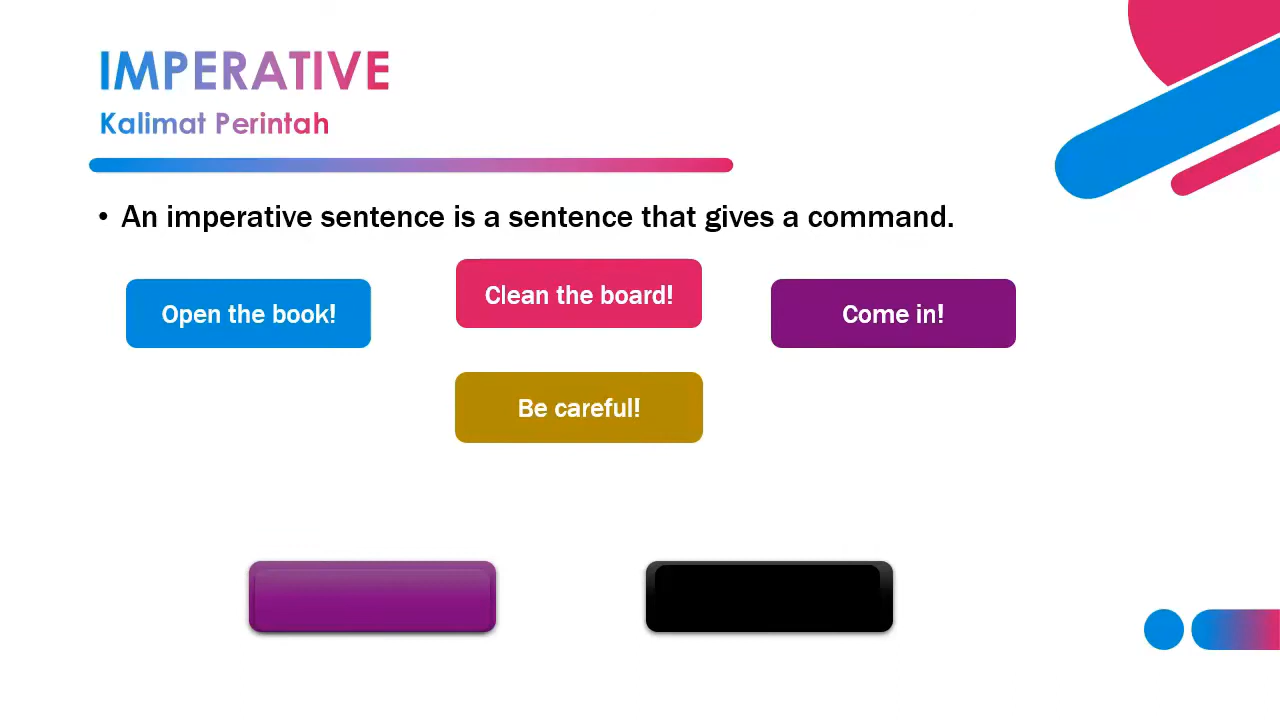 IMPERATIVE
Kalimat Perintah
• An imperative sentence is a sentence that gives a command.
Open the book!
Clean the board!
Come in!
Be careful!